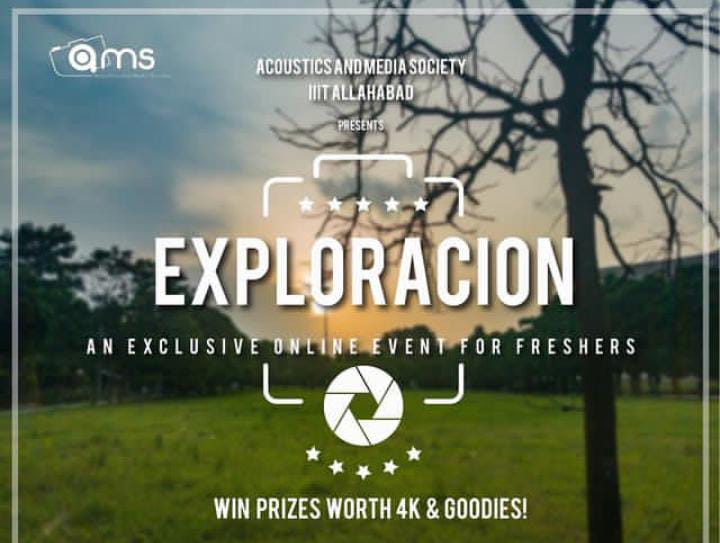 ams
ACOUSTICS AND MEDIA SOCIETY
IIIT ALLAHABAD
PRESENTS
EXPLORACION
AN EXCLUSIVE ONLINE EVENT FOR FRESHERS
WIN PRIZES WORTH 4K & GOODIES!